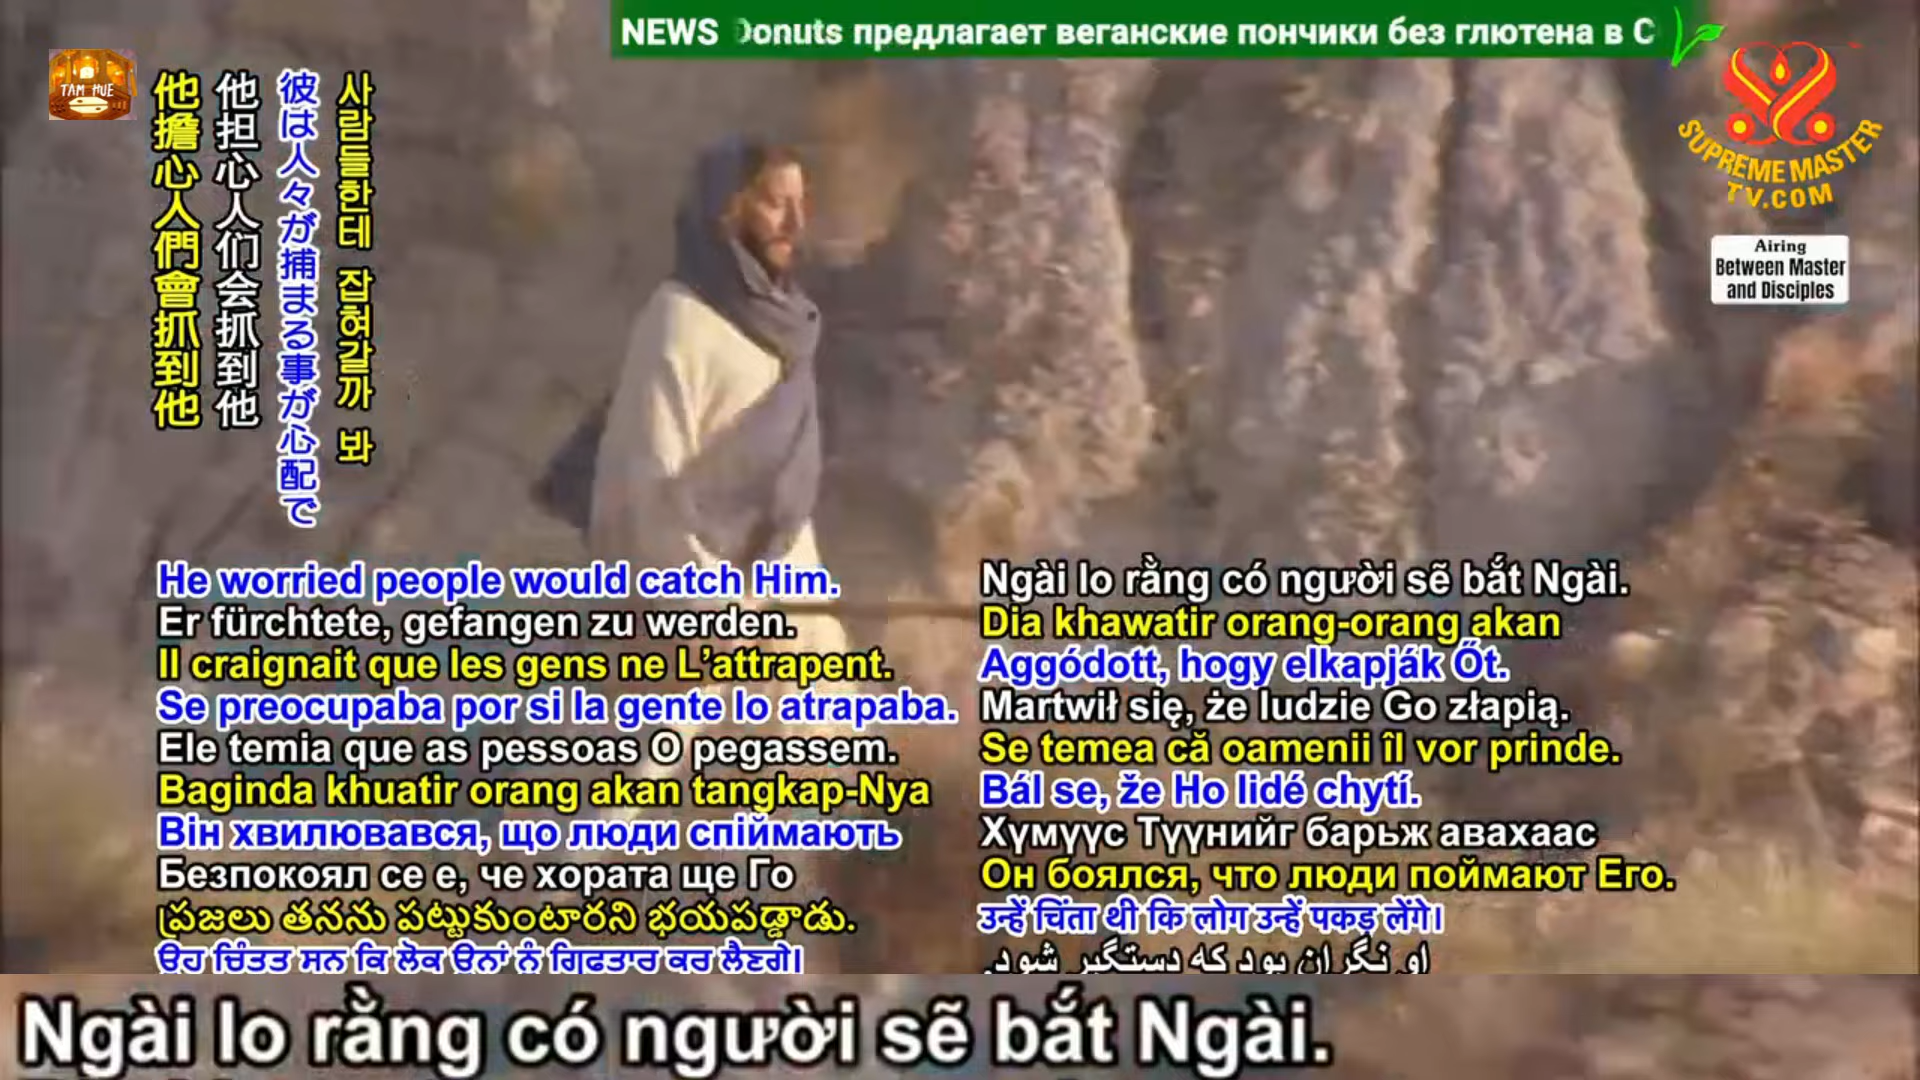 NEWS Donuts предлагает веганские пончики без глютена в С
TAM HUE
SUPREME MASTER
TV.COM
Airing
Between Master
and Disciples
사람들한테 잡혀갈까 봐
彼は人々が捕まる事が心配で
他担心人们会抓到他
他擔心人們會抓到他
He worried people would catch Him.
Er fürchtete, gefangen zu werden.
Il craignait que les gens ne L’attrapent.
Se preocupaba por si la gente lo atrapaba.
Ele temia que as pessoas O pegassem.
Baginda khuatir orang akan tangkap-Nya
Він хвилювався, що люди спіймають
Безпокоял се е, че хората ще Го
ప్రజలు తనను పట్టుకుంటారని భయపడ్డాడు.
ਉਹ ਚਿੰਤਤ ਸਨ ਕਿ ਲੋਕ ਉਨਾਂ ਨੂੰ ਗਿਫਤਾਰ ਕਰ ਲੈਣਗੇ।
Ngài lo rằng có người sẽ bắt Ngài.
Dia khawatir orang-orang akan
Aggódott, hogy elkapják Őt.
Martwił się, że ludzie Go złapią.
Se temea că oamenii îl vor prinde.
Bál se, že Ho lidé chytí.
Хүмүүс Түүнийг барьж авахаас
Он боялся, что люди поймают Его.
उन्हें चिंता थी कि लोग उन्हें पकड़ लेंगे।
او نگران بود که دستگیر شود.
Ngài lo rằng có người sẽ bắt Ngài.